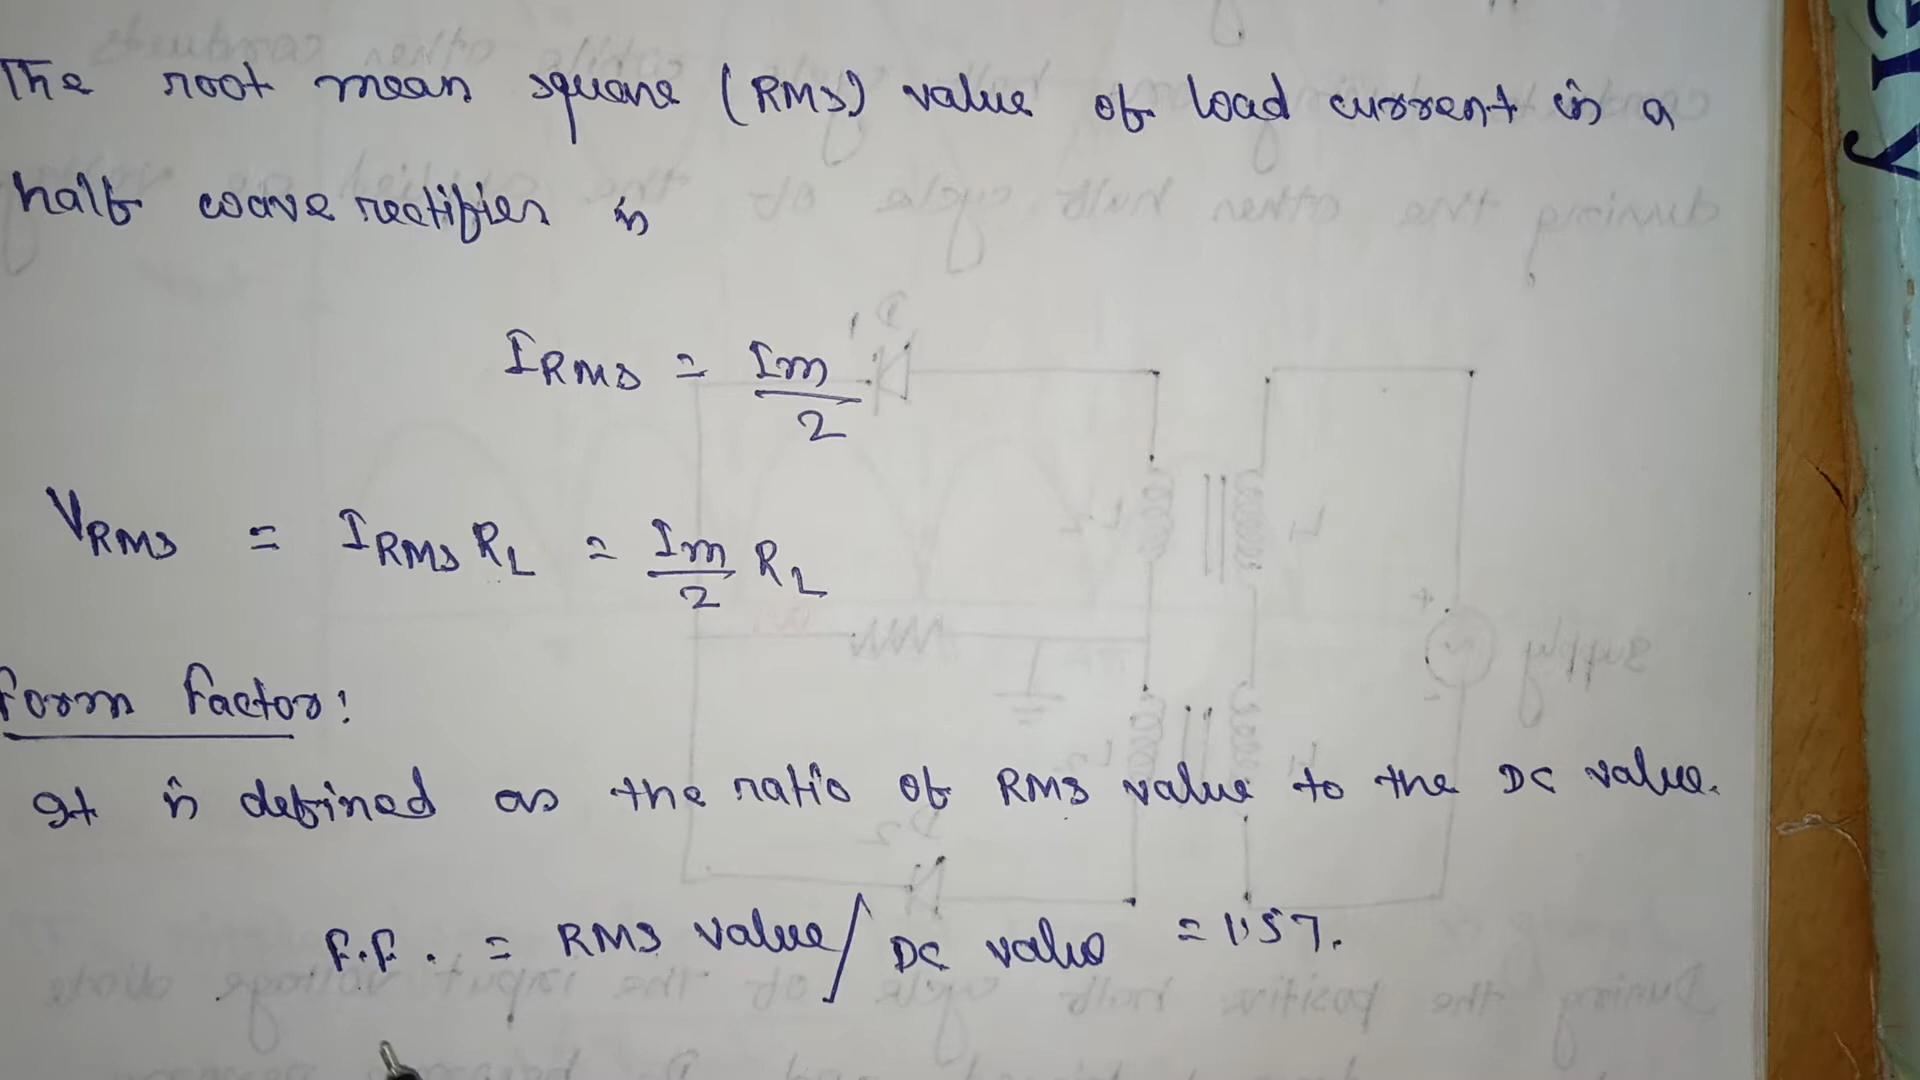 The root mean square (RMS) value of load current is a
half wave rectifier is
IRMS = Im/2
VRMS = IRMS RL = Im/2 RL
Form Factor:
It is defined as the ratio of RMS value to the DC value.
F.F. = RMS value/DC value = 1.57.